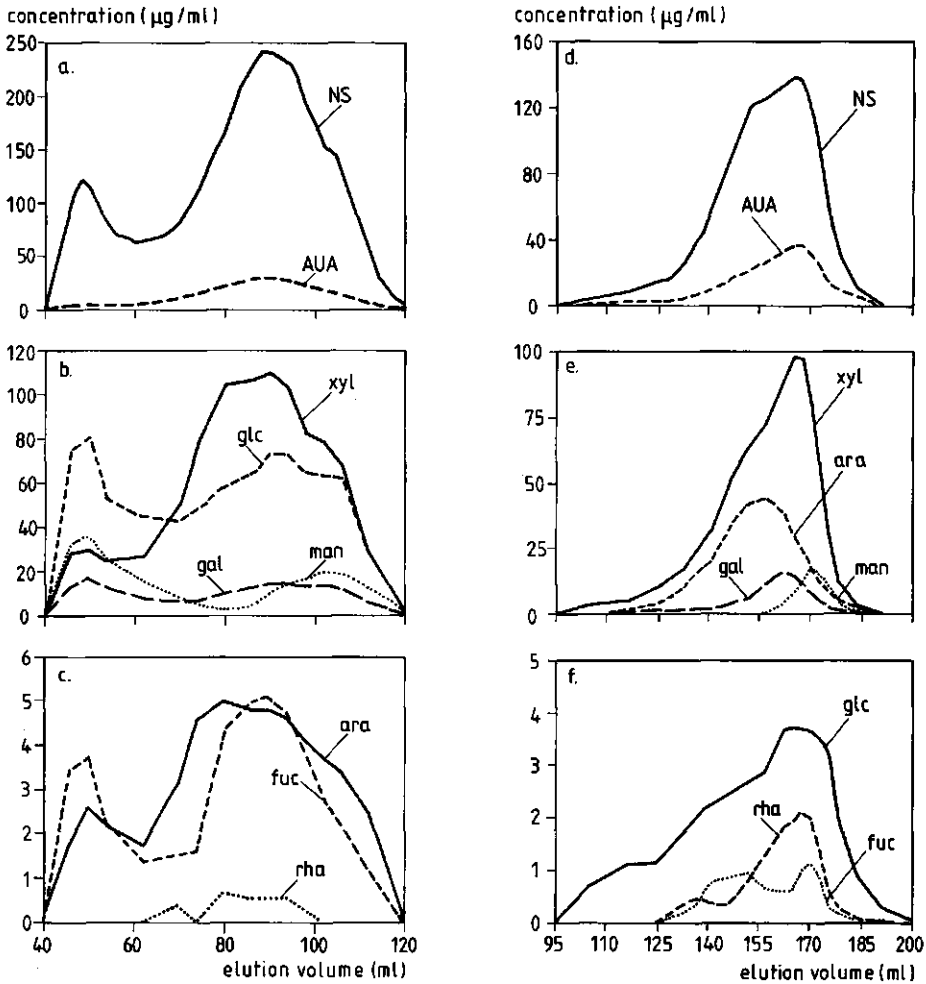 concentration (µg/ml)
250
200
150
100
50
0
a.
NS
AUA
120
100
80
60
40
20
0
b.
xyl
glc
gal
man
6
5
4
3
2
1
0
c.
ara
fuc
rha
40
60
80
100
120
elution volume (ml)
concentration (µg/ml)
160
120
80
40
0
d.
NS
AUA
100
75
50
25
0
e.
xyl
ara
gal
man
5
4
3
2
1
0
f.
glc
rha
fuc
95
110
125
140
155
170
185
200
elution volume (ml)